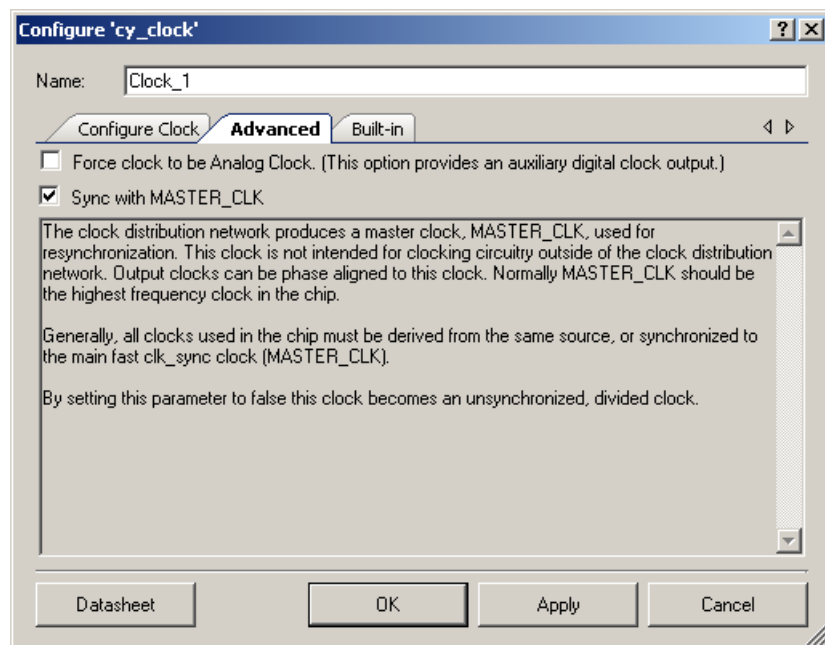 Configure 'cy_clock'
Name: Clock_1
Configure Clock Advanced Built-in
Force clock to be Analog Clock. (This option provides an auxiliary digital clock output.)
Sync with MASTER_CLK
The clock distribution network produces a master clock, MASTER_CLK, used for
resynchronization. This clock is not intended for clocking circuitry outside of the clock distribution
network. Output clocks can be phase aligned to this clock. Normally MASTER_CLK should be
the highest frequency clock in the chip.
Generally, all clocks used in the chip must be derived from the same source, or synchronized to
the main fast clk_sync clock (MASTER_CLK).
By setting this parameter to false this clock becomes an unsynchronized, divided clock.
Datasheet OK Apply Cancel